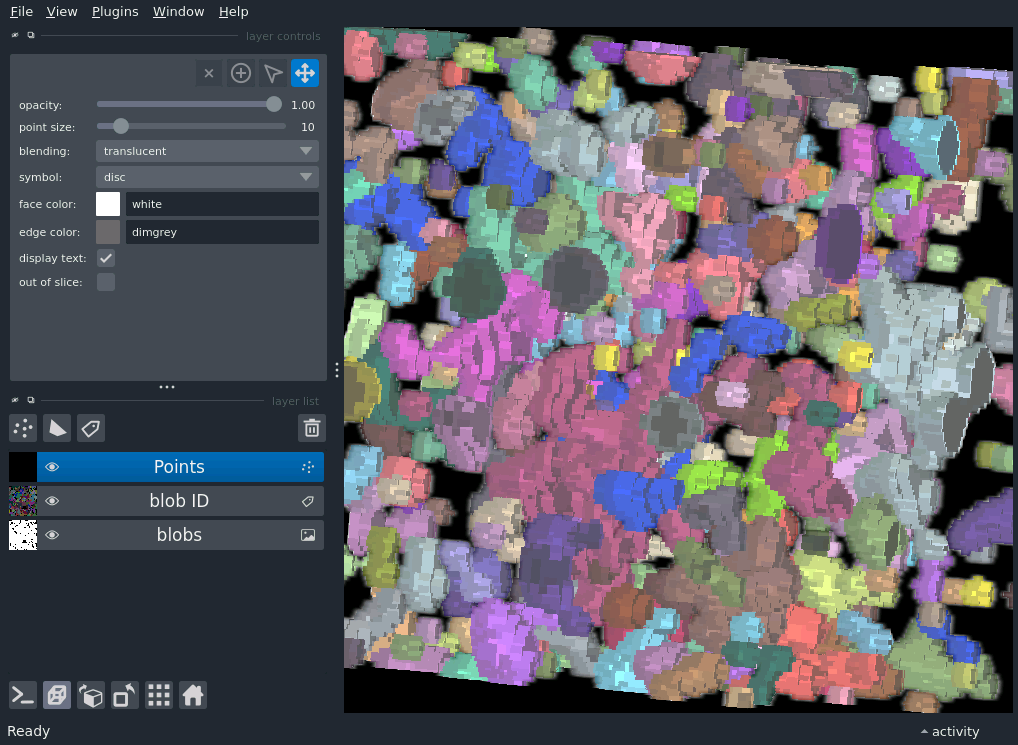 File View Plugins Window Help
layer controls
opacity: 1.00
point size: 10
blending: translucent
symbol: disc
face color: white
edge color: dimgrey
display text:
out of slice:
layer list
Points
blob ID
blobs
Ready activity